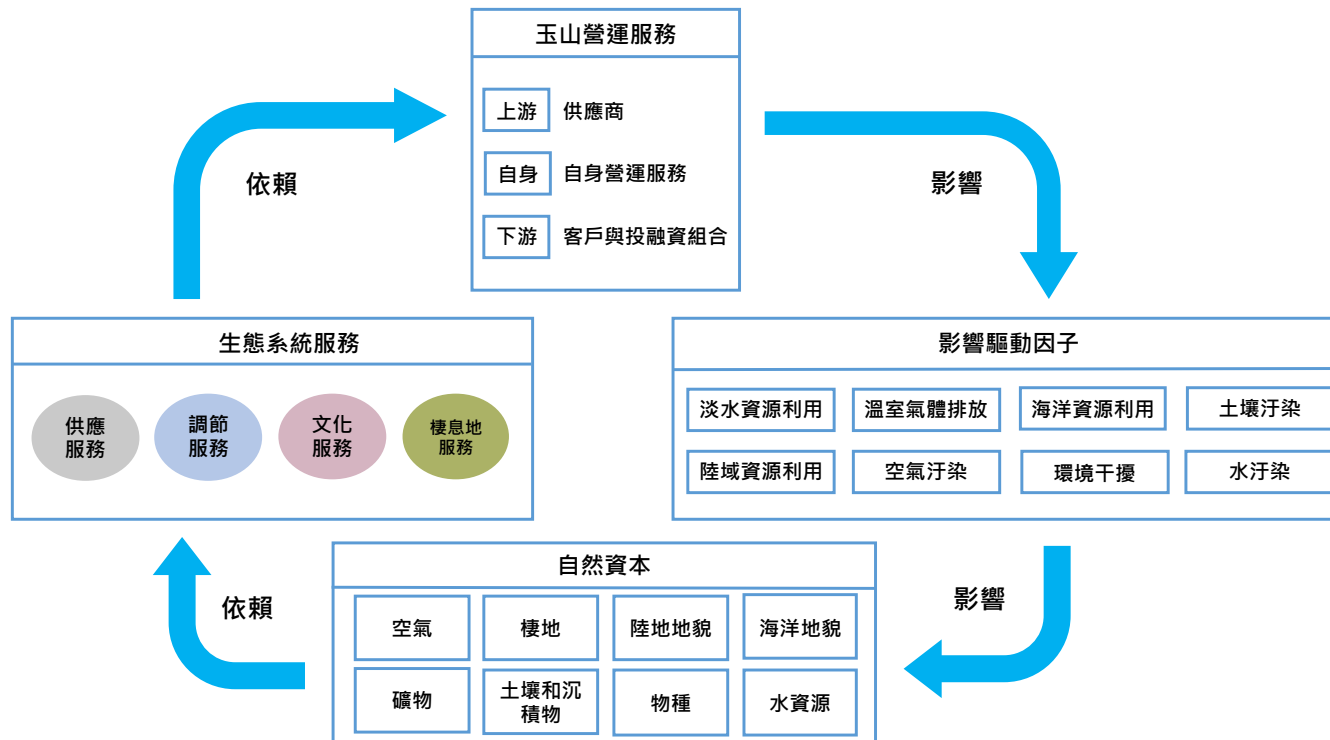 玉山營運服務
上游 供應商
自身 自身營運服務
下游 客戶與投融資組合
依賴
影響
生態系統服務
供應
服務
調節
服務
文化
服務
棲息地
服務
影響驅動因子
淡水資源利用 溫室氣體排放 海洋資源利用 土壤汙染
陸域資源利用 空氣汙染 環境干擾 水汙染
依賴
影響
自然資本
空氣 棲地 陸地地貌 海洋地貌
礦物 土壤和沉
積物 物種 水資源